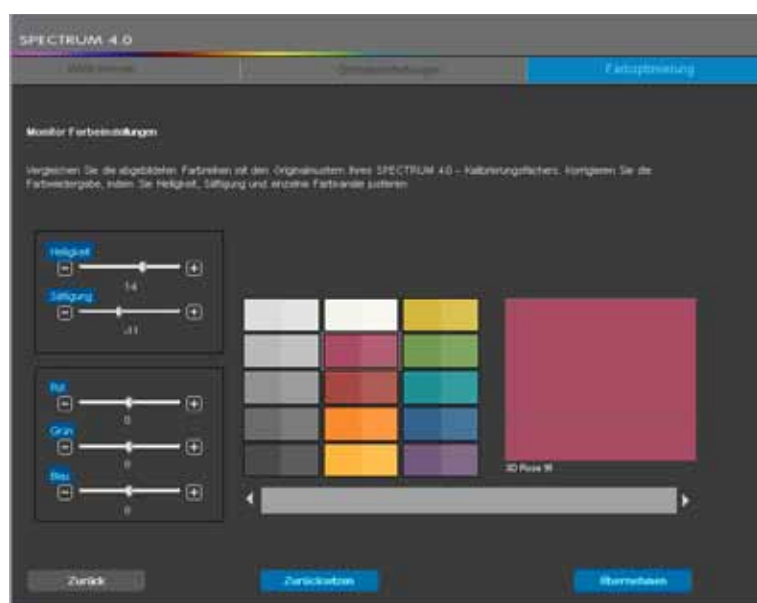 SPECTRUM 4.0
Farboptimierung
Monitor Farbeinstellungen
Vergleichen Sie die abgebildeten Farbreihen mit den Originalmustern Ihres SPECTRUM 4.0 - Kalibrierungsfächers. Korrigieren Sie die
Farbwiedergabe, indem Sie Helligkeit, Sättigung und einzelne Farbkanäle justieren.
Helligkeit
14
Sättigung
-11
Rot
0
Grün
0
Blau
0
3D Rose
Zurück
Zurücksetzen
Übernehmen